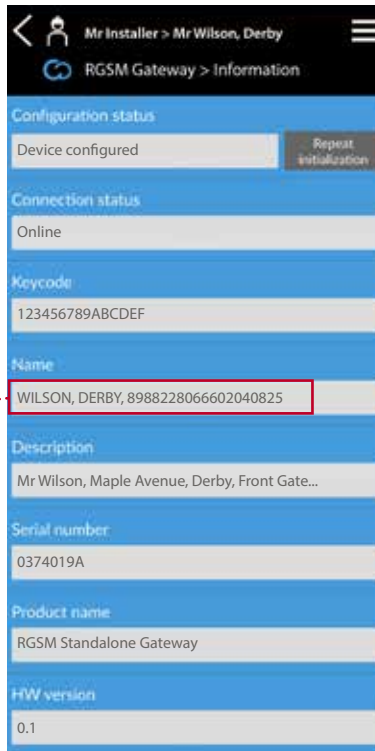 Mr Installer > Mr Wilson, Derby
RGSM Gateway > Information
Configuration status
Device configured
Repeat
initialization
Connection status
Online
Keycode
123456789ABCDEF
Name
WILSON, DERBY, 8988228066602040825
Description
Mr Wilson, Maple Avenue, Derby, Front Gate...
Serial number
0374019A
Product name
RGSM Standalone Gateway
HW version
0.1